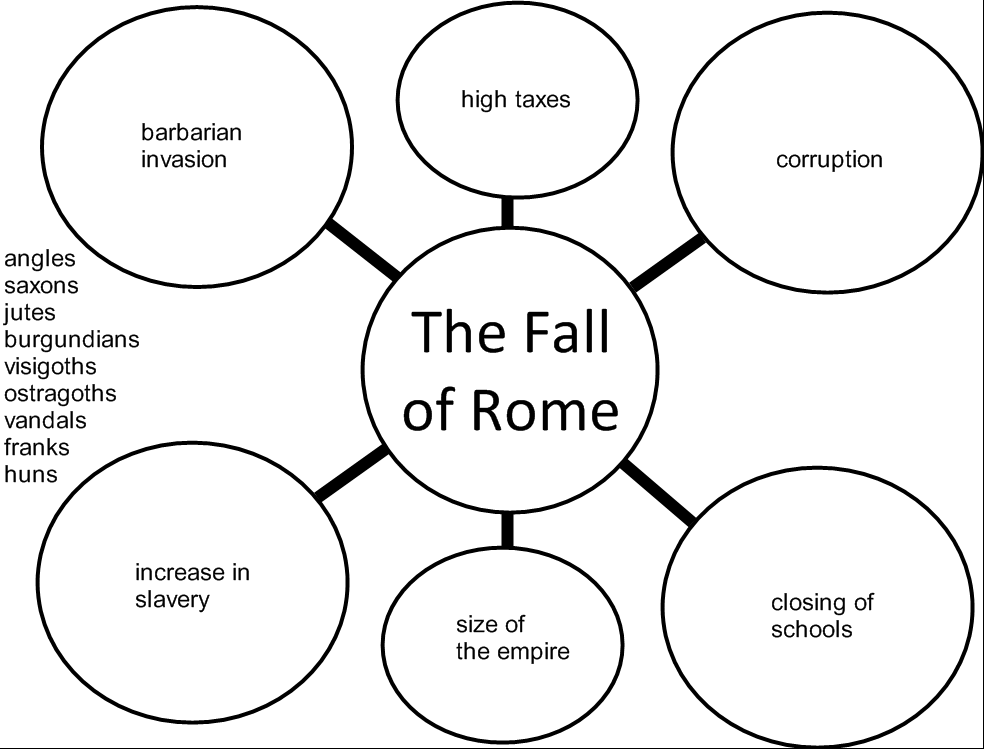 high taxes
barbarian
invasion
corruption
angles
saxons
jutes
burgundians
visigoths
ostragoths
vandals
franks
huns
The Fall
of Rome
increase in
slavery
size of
the empire
closing of
schools